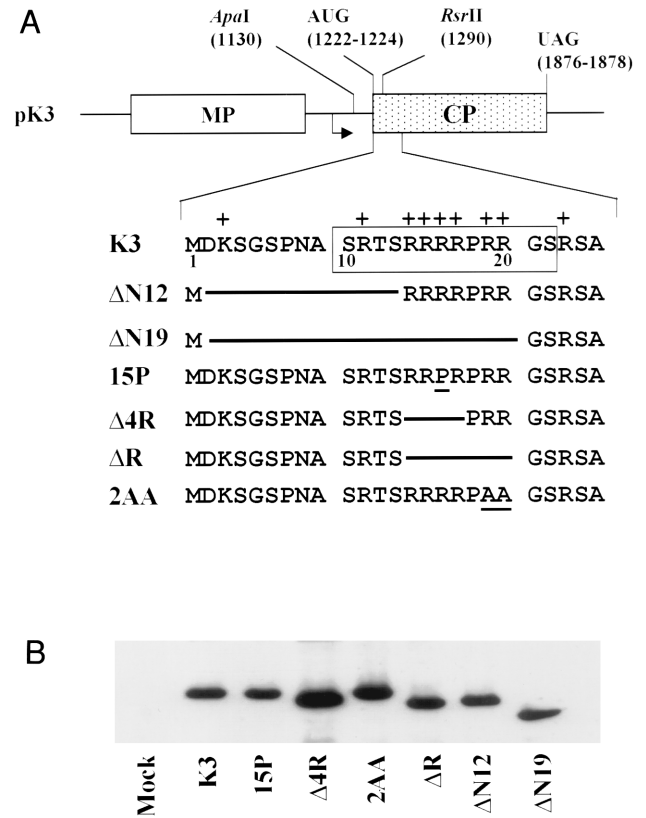 A
ApaI AUG RsrII
(1130) (1222-1224) (1290) UAG
(1876-1878)
pK3 MP CP
+ + ++++ ++ +
K3 MDKSGSPNA SRTSRRRRPRR GSRSA
1 10 20
ΔN12 M RRRRPRR GSRSA
ΔN19 M GSRSA
15P MDKSGSPNA SRTSRRPRPRR GSRSA
Δ4R MDKSGSPNA SRTS PRR GSRSA
ΔR MDKSGSPNA SRTS GSRSA
2AA MDKSGSPNA SRTSRRRRPAA GSRSA
B
Mock K3 15P Δ4R 2AA ΔR ΔN12 ΔN19